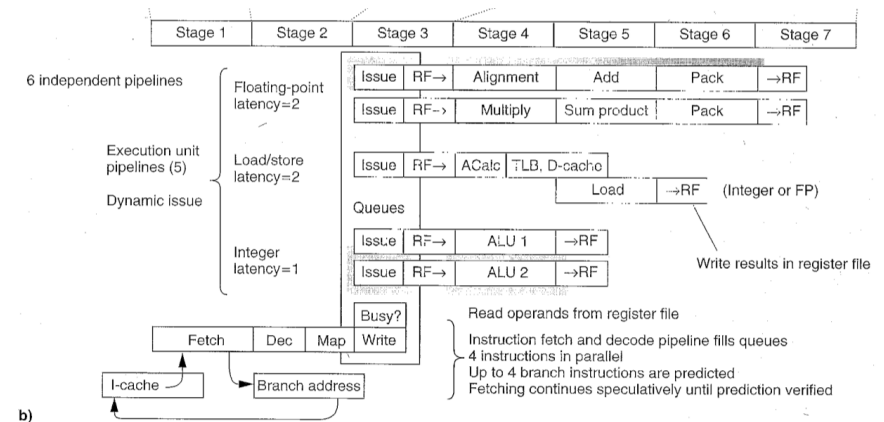 Stage 1 Stage 2 Stage 3 Stage 4 Stage 5 Stage 6 Stage 7
6 independent pipelines
Floating-point
latency=2
Issue RF→ Alignment Add Pack →RF
Issue RF-> Multiply Sum product Pack →RF
Execution unit
pipelines (5)
Dynamic issue
Load/store
latency=2
Issue RF→ ACalc TLB, D-cache
Load →RF (Integer or FP)
Queues
Integer
latency=1
Issue RF→ ALU 1 →RF
Issue RF→ ALU 2 →RF
Write results in register file
Busy?
Read operands from register file
Fetch Dec Map Write
Instruction fetch and decode pipeline fills queues
4 instructions in parallel
Up to 4 branch instructions are predicted
Fetching continues speculatively until prediction verified
I-cache Branch address
b)